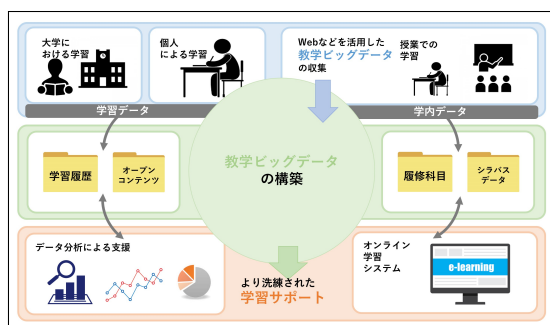 大学に
おける学習
個人
による学習
Webなどを活用した
教学ビッグデータ
の収集
授業での
学習
学習データ
学内データ
教学ビッグデータ
の構築
学習履歴
オープン
コンテンツ
履修科目
シラバス
データ
データ分析による支援
より洗練された
学習サポート
オンライン
学習
システム
e-learning